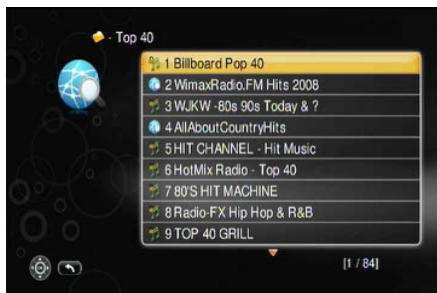 - Top 40
1 Billboard Pop 40
2 WimaxRadio.FM Hits 2008
3 WJKW -80s 90s Today & ?
4 AllAboutCountryHits
5 HIT CHANNEL - Hit Music
6 HotMix Radio - Top 40
7 80'S HIT MACHINE
8 Radio-FX Hip Hop & R&B
9 TOP 40 GRILL
[1 / 84]